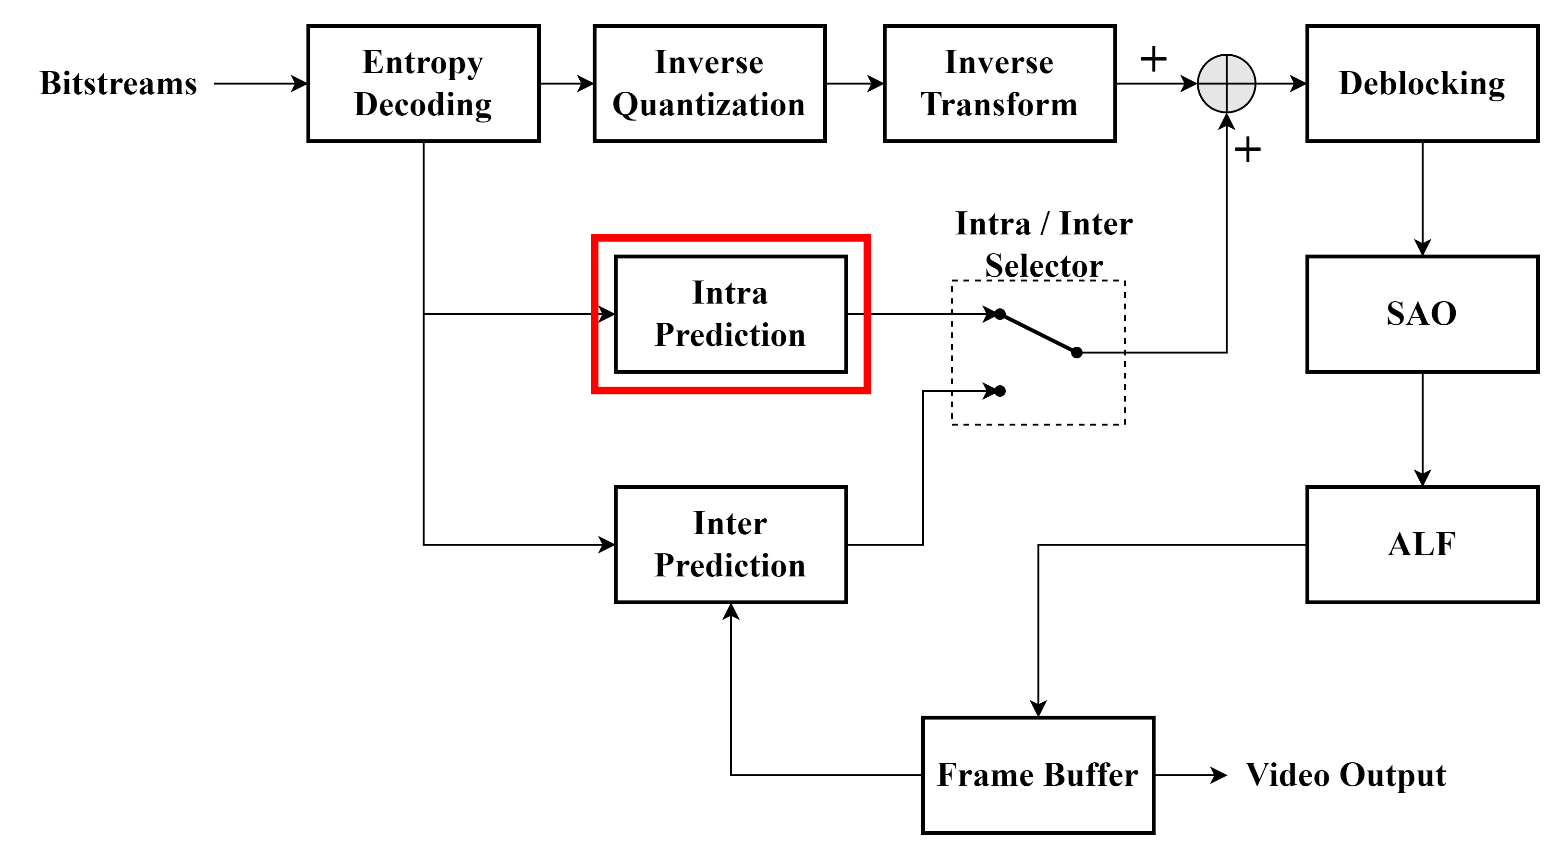 Bitstreams
Entropy
Decoding
Inverse
Quantization
Inverse
Transform
+
+
Deblocking
Intra / Inter
Selector
Intra
Prediction
SAO
Inter
Prediction
ALF
Frame Buffer
Video Output